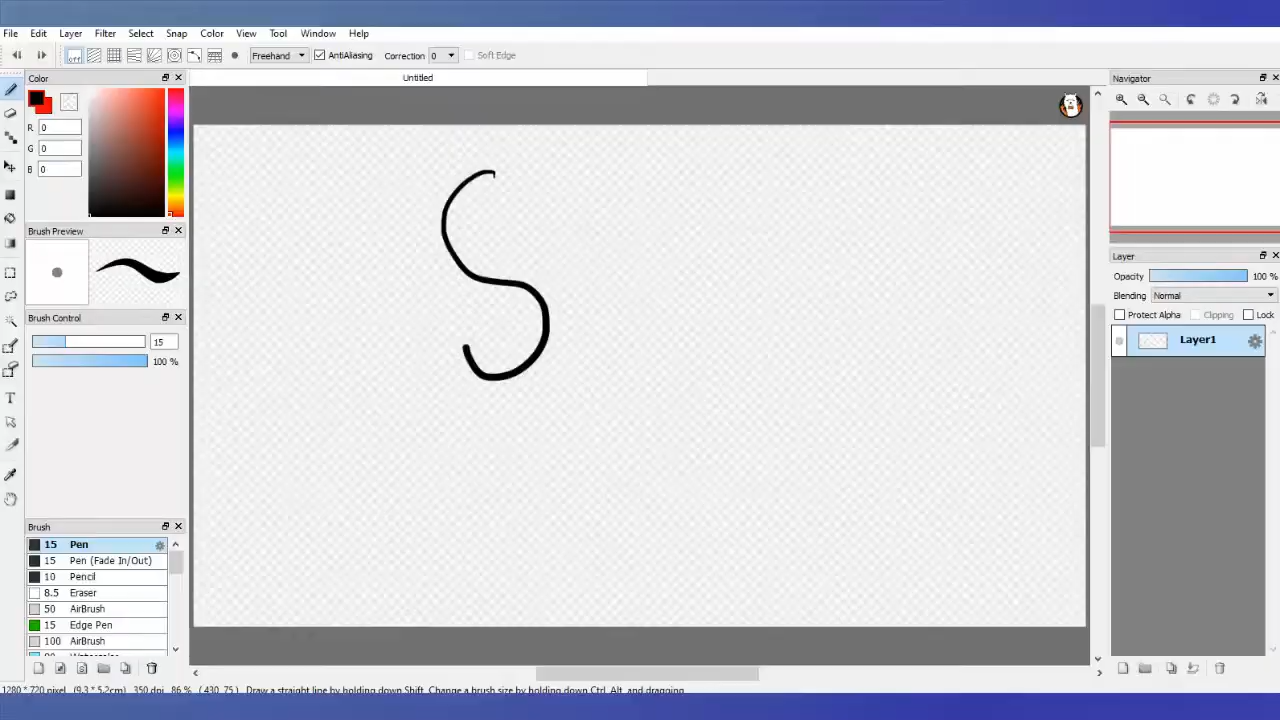 File Edit Layer Filter Select Snap Color View Tool Window Help
off Freehand AntiAliasing Correction 0 Soft Edge
Color
Untitled
Navigator
R 0
G 0
B 0
S
Brush Preview
Layer
Opacity 100 %
Blending Normal
Protect Alpha Clipping Lock
Layer1
Brush Control
15
100 %
Brush
15 Pen
15 Pen (Fade In/Out)
10 Pencil
8.5 Eraser
50 AirBrush
15 Edge Pen
100 AirBrush
1280 * 720 pixel (9.3 * 5.2cm) 350 dpi 86 % ( 430, 75 ) Draw a straight line by holding down Shift, Change a brush size by holding down Ctrl, Alt, and dragging